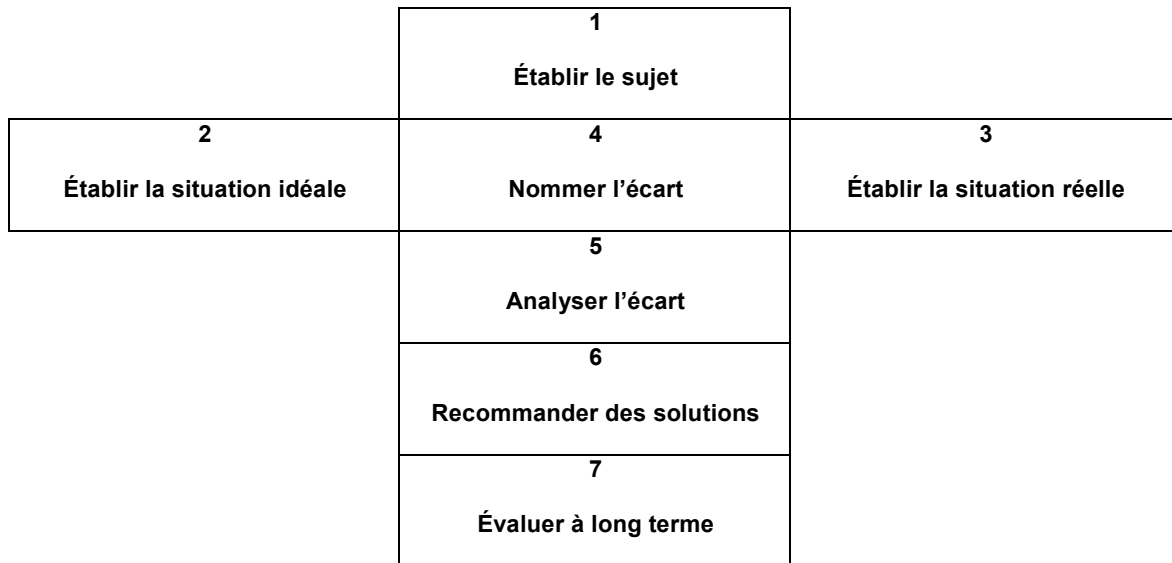 1
Établir le sujet
2
Établir la situation idéale
4
Nommer l’écart
3
Établir la situation réelle
5
Analyser l’écart
6
Recommander des solutions
7
Évaluer à long terme